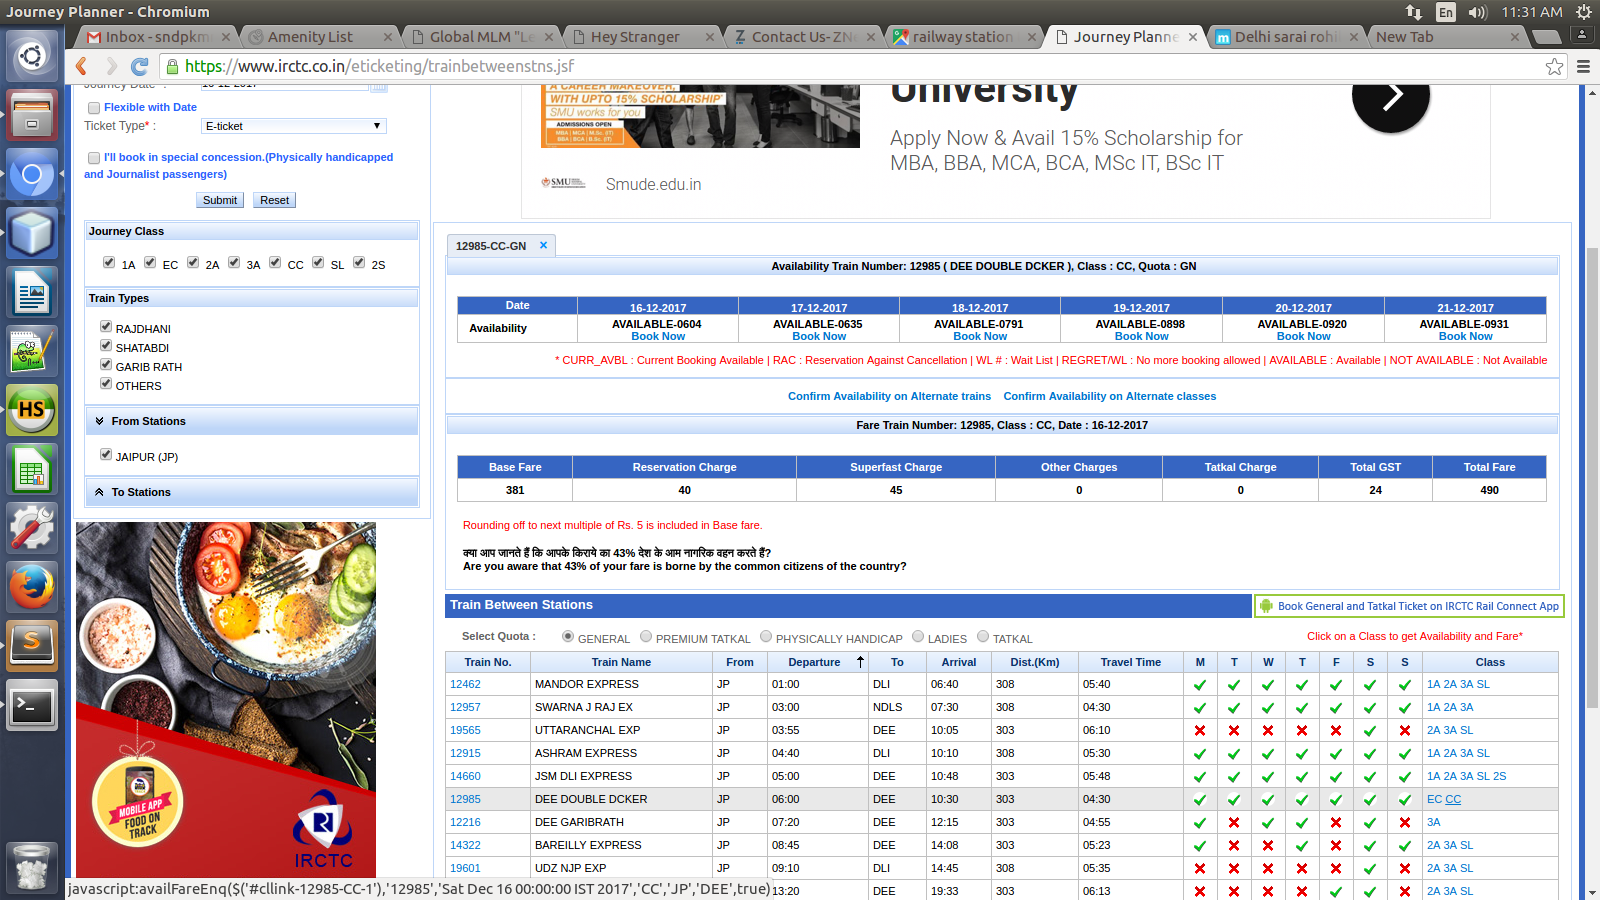 Journey Planner - Chromium
En
11:31 AM
Inbox - sndpkm
Amenity List
Global MLM "Le
Hey Stranger
Contact Us- ZNe
railway station
Journey Planne
Delhi sarai rohil
New Tab
https://www.irctc.co.in/eticketing/trainbetweenstns.jsf
Flexible with Date
Ticket Type* : E-ticket
I'll book in special concession.(Physically handicapped
and Journalist passengers)
Submit Reset
Journey Class
1A EC 2A 3A CC SL 2S
Train Types
RAJDHANI
SHATABDI
GARIB RATH
OTHERS
From Stations
JAIPUR (JP)
To Stations
MOBILE APP
FOOD ON
TRACK
IRCTC
A CAREER MAKEOVER,
WITH UPTO 15% SCHOLARSHIP*
SMU works for you
ADMISSIONS OPEN
University
Apply Now & Avail 15% Scholarship for
MBA, BBA, MCA, BCA, MSc IT, BSc IT
SMU
Smude.edu.in
12985-CC-GN
Availability Train Number: 12985 ( DEE DOUBLE DCKER ), Class : CC, Quota : GN
Date 16-12-2017 17-12-2017 18-12-2017 19-12-2017 20-12-2017 21-12-2017
Availability AVAILABLE-0604 AVAILABLE-0635 AVAILABLE-0791 AVAILABLE-0898 AVAILABLE-0920 AVAILABLE-0931
Book Now Book Now Book Now Book Now Book Now Book Now
* CURR_AVBL : Current Booking Available | RAC : Reservation Against Cancellation | WL # : Wait List | REGRET/WL : No more booking allowed | AVAILABLE : Available | NOT AVAILABLE : Not Available
Confirm Availability on Alternate trains Confirm Availability on Alternate classes
Fare Train Number: 12985, Class : CC, Date : 16-12-2017
Base Fare Reservation Charge Superfast Charge Other Charges Tatkal Charge Total GST Total Fare
381 40 45 0 0 24 490
Rounding off to next multiple of Rs. 5 is included in Base fare.
क्या आप जानते हैं कि आपके किराये का 43% देश के आम नागरिक वहन करते हैं?
Are you aware that 43% of your fare is borne by the common citizens of the country?
Train Between Stations
Book General and Tatkal Ticket on IRCTC Rail Connect App
Select Quota : GENERAL PREMIUM TATKAL PHYSICALLY HANDICAP LADIES TATKAL
Click on a Class to get Availability and Fare*
Train No. Train Name From Departure To Arrival Dist.(Km) Travel Time M T W T F S S Class
12462 MANDOR EXPRESS JP 01:00 DLI 06:40 308 05:40 1A 2A 3A SL
12957 SWARNA J RAJ EX JP 03:00 NDLS 07:30 308 04:30 1A 2A 3A
19565 UTTARANCHAL EXP JP 03:55 DEE 10:05 303 06:10 2A 3A SL
12915 ASHRAM EXPRESS JP 04:40 DLI 10:10 308 05:30 1A 2A 3A SL
14660 JSM DLI EXPRESS JP 05:00 DEE 10:48 303 05:48 1A 2A 3A SL 2S
12985 DEE DOUBLE DCKER JP 06:00 DEE 10:30 303 04:30 EC CC
12216 DEE GARIBRATH JP 07:20 DEE 12:15 303 04:55 3A
14322 BAREILLY EXPRESS JP 08:45 DEE 14:08 303 05:23 2A 3A SL
19601 UDZ NJP EXP JP 09:10 DLI 14:45 308 05:35 2A 3A SL
13:20 DEE 19:33 303 06:13 2A 3A SL
javascript:availFareEnq($('#cllink-12985-CC-1'),'12985','Sat Dec 16 00:00:00 IST 2017','CC','JP','DEE',true)